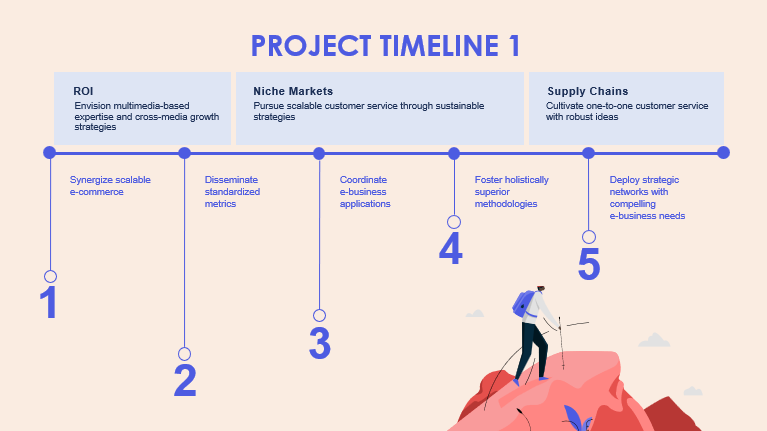 PROJECT TIMELINE 1
ROI
Envision multimedia-based
expertise and cross-media growth
strategies
Niche Markets
Pursue scalable customer service through sustainable
strategies
Supply Chains
Cultivate one-to-one customer service
with robust ideas
Synergize scalable
e-commerce
1
Disseminate
standardized
metrics
2
Coordinate
e-business
applications
3
Foster holistically
superior
methodologies
4
Deploy strategic
networks with
compelling
e-business needs
5